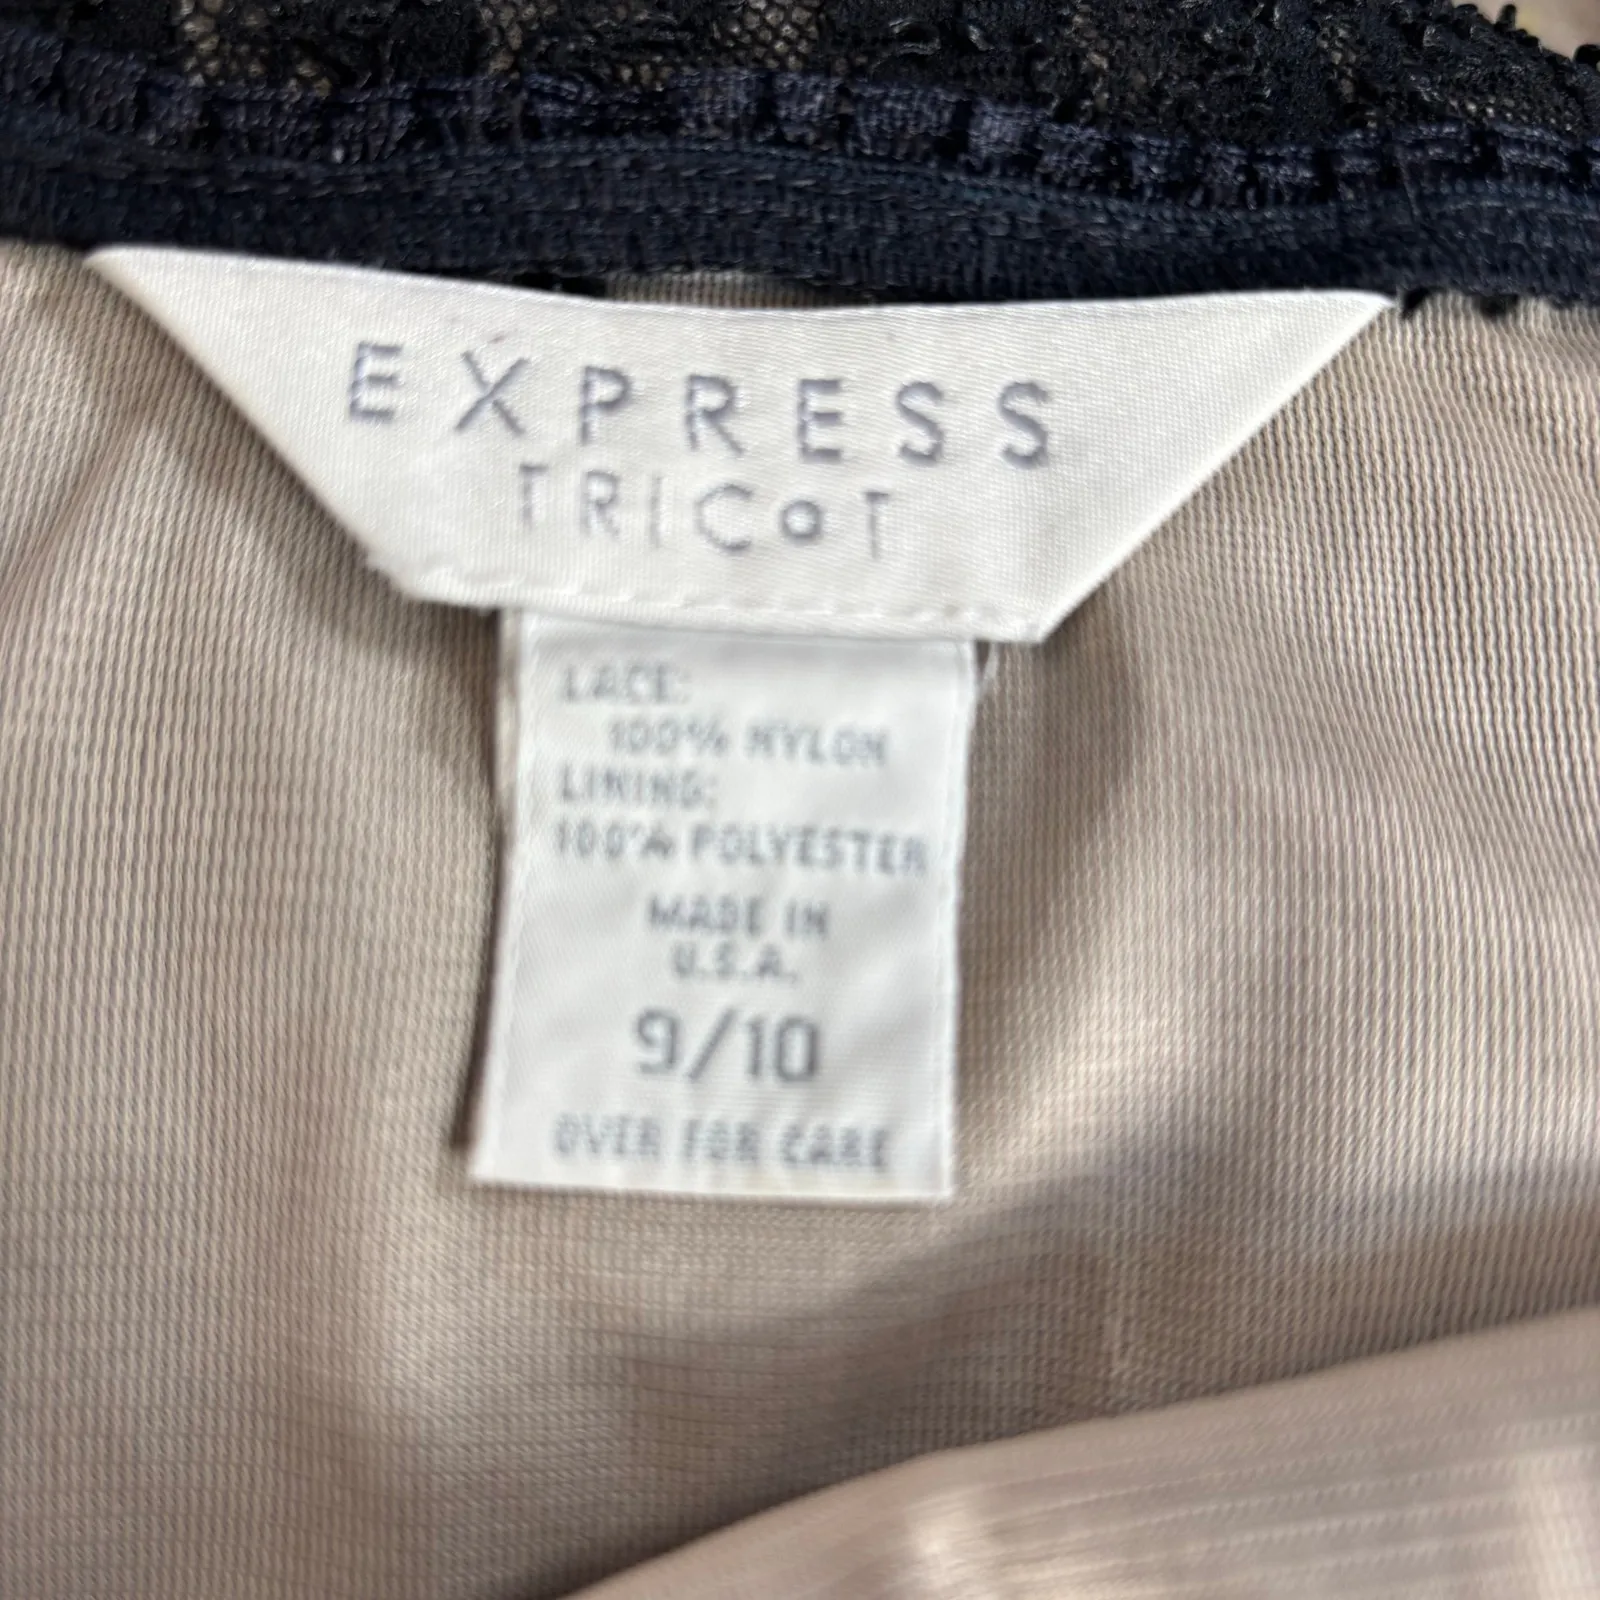 EXPRESS
TRICOT
LACE:
100% NYLON
LINING:
100% POLYESTER
MADE IN
U.S.A.
9/10
OVER FOR CARE